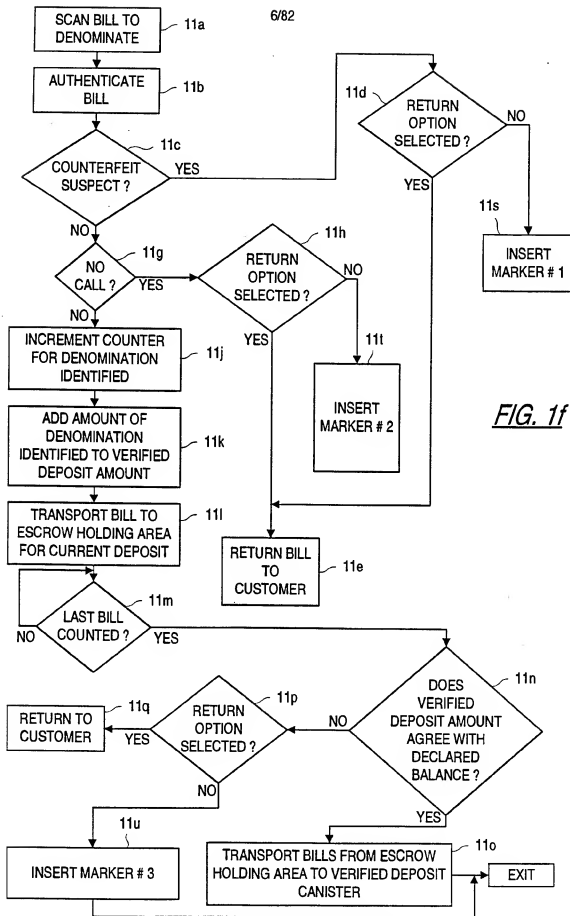 6/82
SCAN BILL TO
DENOMINATE
11a
AUTHENTICATE
BILL
11b
11c
COUNTERFEIT
SUSPECT ?
YES
NO
11d
RETURN
OPTION
SELECTED ?
NO
YES
11s
INSERT
MARKER # 1
11g
NO
CALL ?
YES
NO
11h
RETURN
OPTION
SELECTED ?
NO
YES
11t
INSERT
MARKER # 2
INCREMENT COUNTER
FOR DENOMINATION
IDENTIFIED
11j
ADD AMOUNT OF
DENOMINATION
IDENTIFIED TO VERIFIED
DEPOSIT AMOUNT
11k
FIG. 1f
TRANSPORT BILL TO
ESCROW HOLDING AREA
FOR CURRENT DEPOSIT
11l
RETURN BILL
TO
CUSTOMER
11e
11m
LAST BILL
COUNTED ?
NO
YES
11n
DOES
VERIFIED
DEPOSIT AMOUNT
AGREE WITH
DECLARED
BALANCE ?
NO
YES
11p
RETURN
OPTION
SELECTED ?
YES
NO
11q
RETURN TO
CUSTOMER
11u
INSERT MARKER # 3
11o
TRANSPORT BILLS FROM ESCROW
HOLDING AREA TO VERIFIED DEPOSIT
CANISTER
EXIT